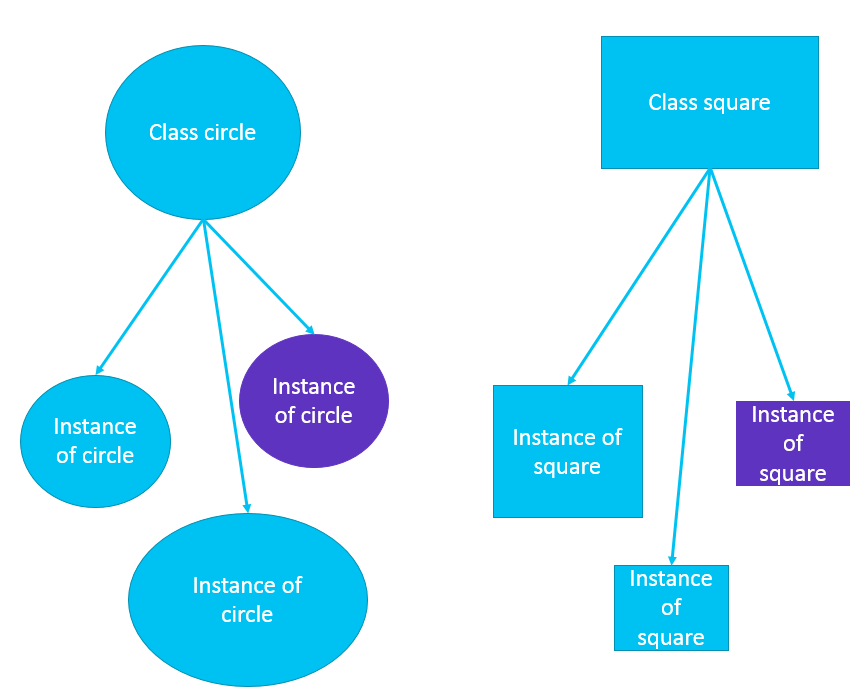 Class circle
Class square
Instance
of circle
Instance
of circle
Instance of
circle
Instance of
square
Instance
of
square
Instance
of
square